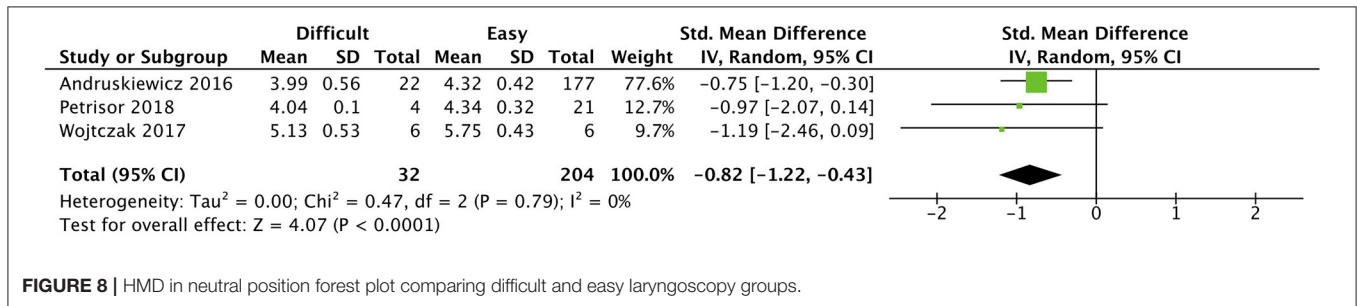 Difficult Easy Std. Mean Difference Std. Mean Difference
Study or Subgroup Mean SD Total Mean SD Total Weight IV, Random, 95% CI IV, Random, 95% CI
Andruskiewicz 2016 3.99 0.56 22 4.32 0.42 177 77.6% −0.75 [−1.20, −0.30]
Petrisor 2018 4.04 0.1 4 4.34 0.32 21 12.7% −0.97 [−2.07, 0.14]
Wojtczak 2017 5.13 0.53 6 5.75 0.43 6 9.7% −1.19 [−2.46, 0.09]
Total (95% CI) 32 204 100.0% −0.82 [−1.22, −0.43]
Heterogeneity: Tau² = 0.00; Chi² = 0.47, df = 2 (P = 0.79); I² = 0%
Test for overall effect: Z = 4.07 (P < 0.0001)
−2 −1 0 1 2
FIGURE 8 | HMD in neutral position forest plot comparing difficult and easy laryngoscopy groups.